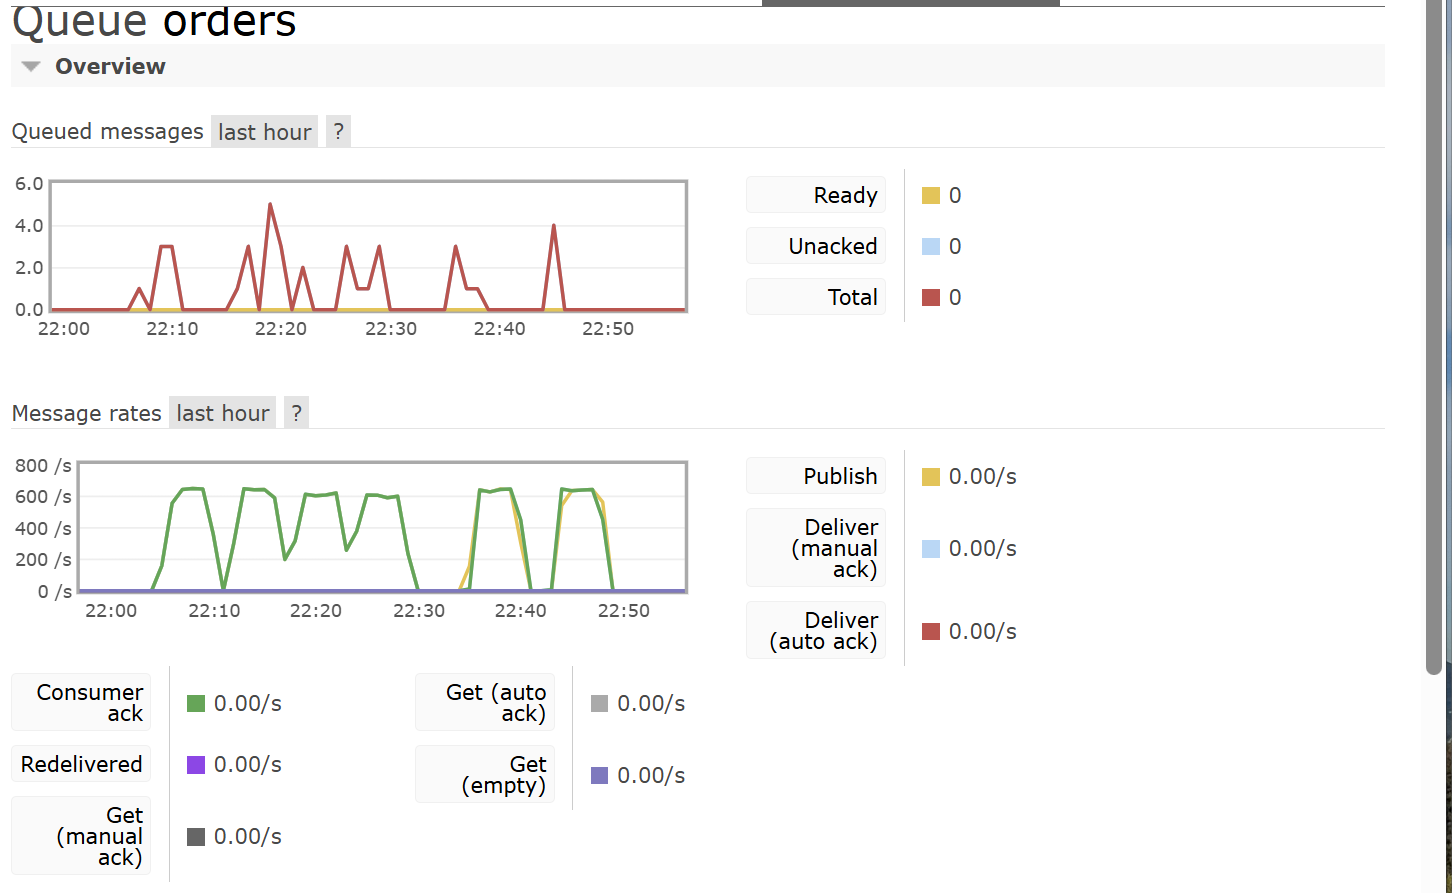 Queue orders
Overview
Queued messages last hour ?
6.0
4.0
2.0
0.0
22:00 22:10 22:20 22:30 22:40 22:50
Ready 0
Unacked 0
Total 0
Message rates last hour ?
800 /s
600 /s
400 /s
200 /s
0 /s
22:00 22:10 22:20 22:30 22:40 22:50
Publish 0.00/s
Deliver
(manual 0.00/s
ack)
Deliver
(auto ack) 0.00/s
Consumer
ack 0.00/s
Redelivered 0.00/s
Get
(manual 0.00/s
ack)
Get (auto
ack) 0.00/s
Get
(empty) 0.00/s